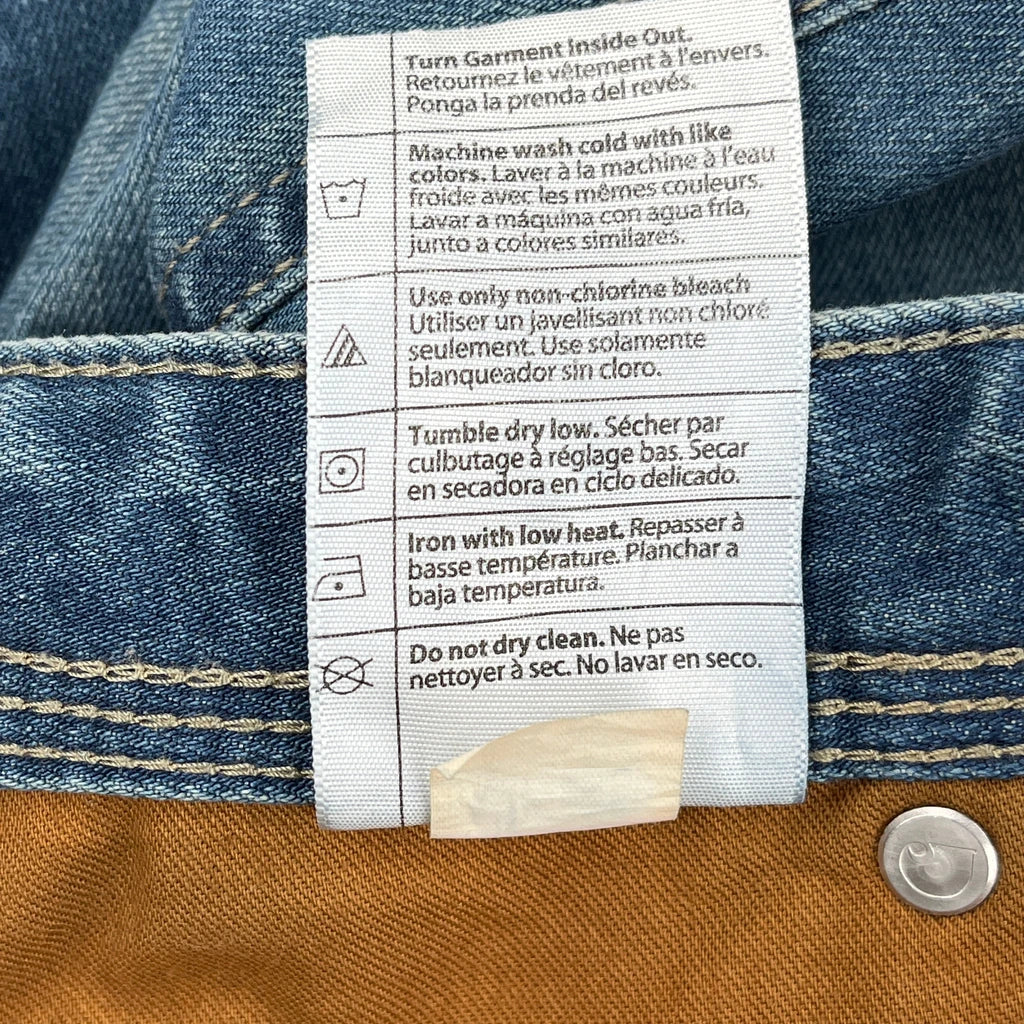 Turn Garment Inside Out.
Retournez le vêtement à l'envers.
Ponga la prenda del revés.
Machine wash cold with like
colors. Laver à la machine à l'eau
froide avec les mêmes couleurs.
Lavar a máquina con agua fría,
junto a colores similares.
Use only non-chlorine bleach
Utiliser un javellisant non chloré
seulement. Use solamente
blanqueador sin cloro.
Tumble dry low. Sécher par
culbutage à réglage bas. Secar
en secadora en ciclo delicado.
Iron with low heat. Repasser à
basse température. Planchar a
baja temperatura.
Do not dry clean. Ne pas
nettoyer à sec. No lavar en seco.